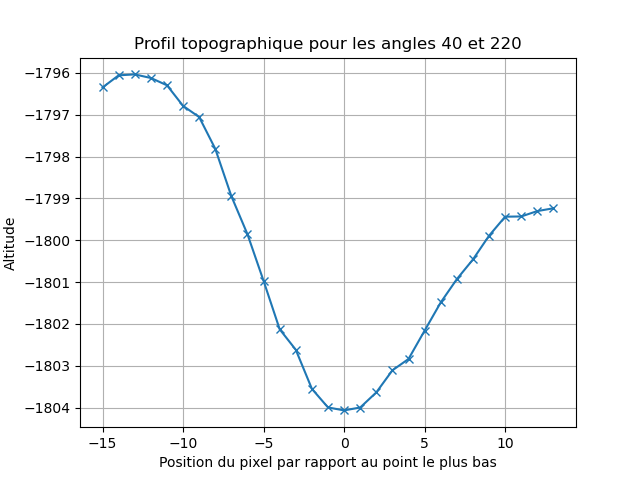 Profil topographique pour les angles 40 et 220
Altitude
−1796
−1797
−1798
−1799
−1800
−1801
−1802
−1803
−1804
−15 −10 −5 0 5 10
Position du pixel par rapport au point le plus bas